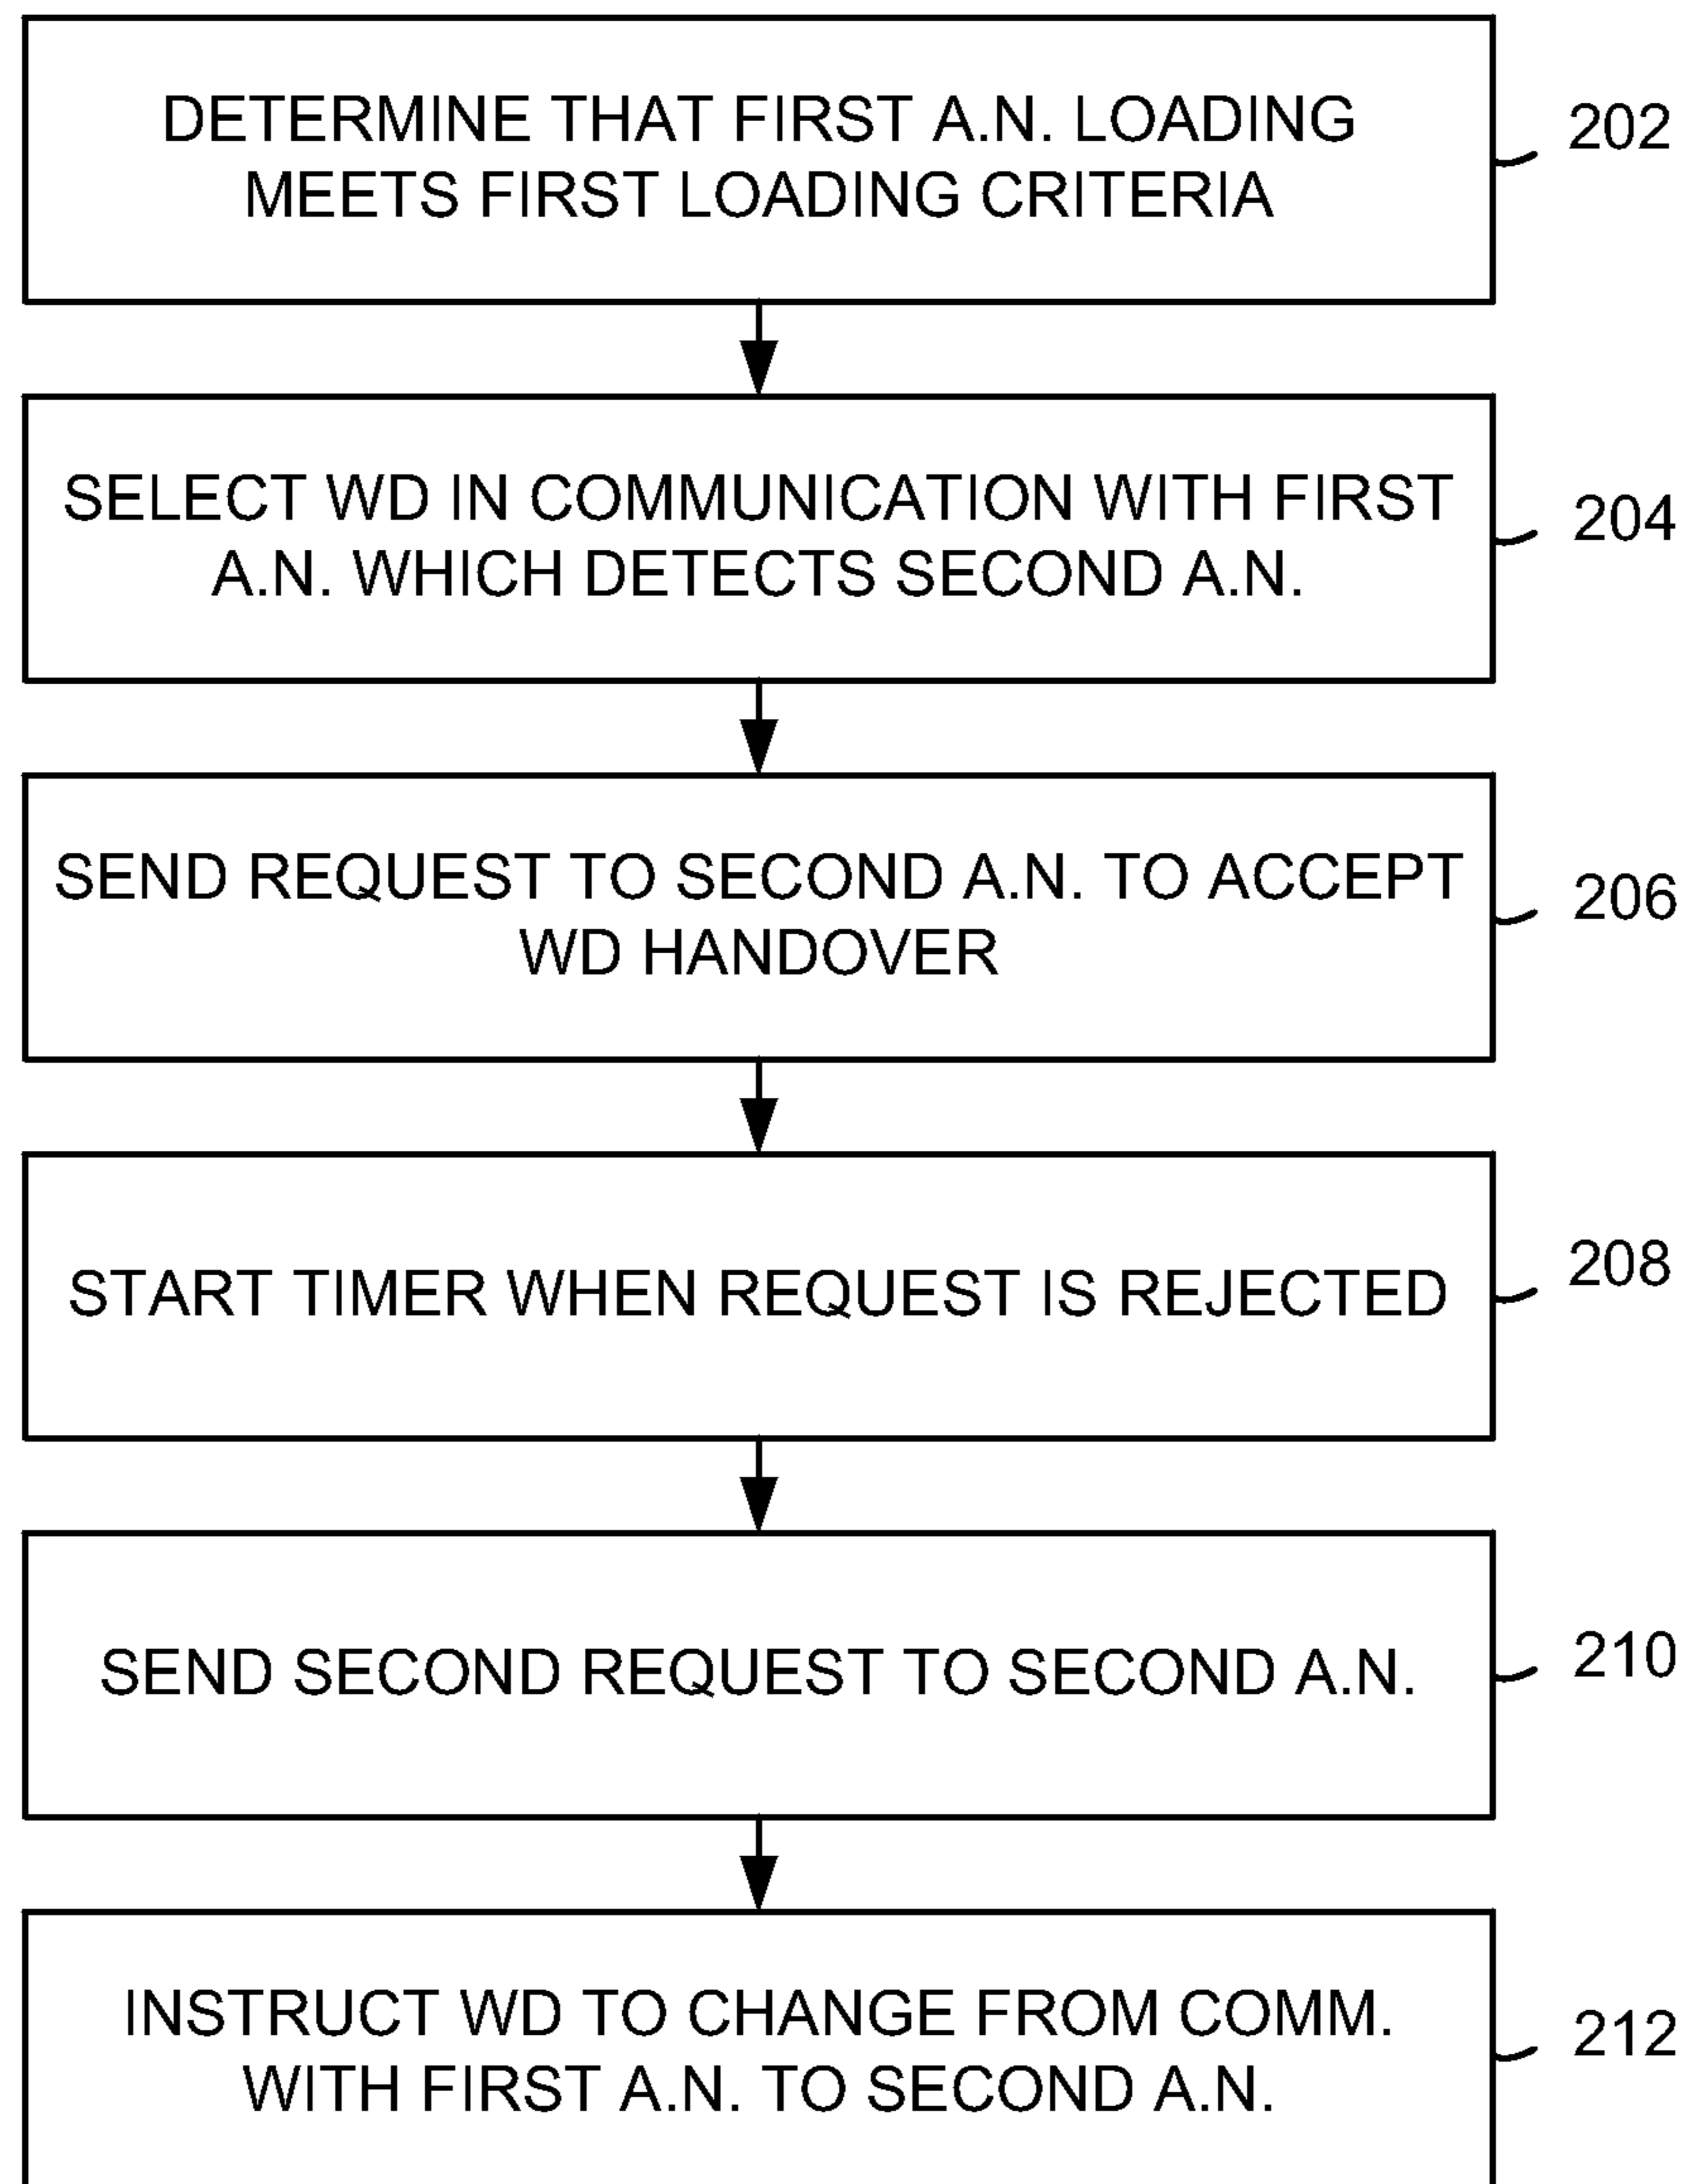 DETERMINE THAT FIRST A.N. LOADING
MEETS FIRST LOADING CRITERIA
202
SELECT WD IN COMMUNICATION WITH FIRST
A.N. WHICH DETECTS SECOND A.N.
204
SEND REQUEST TO SECOND A.N. TO ACCEPT
WD HANDOVER
206
START TIMER WHEN REQUEST IS REJECTED
208
SEND SECOND REQUEST TO SECOND A.N.
210
INSTRUCT WD TO CHANGE FROM COMM.
WITH FIRST A.N. TO SECOND A.N.
212